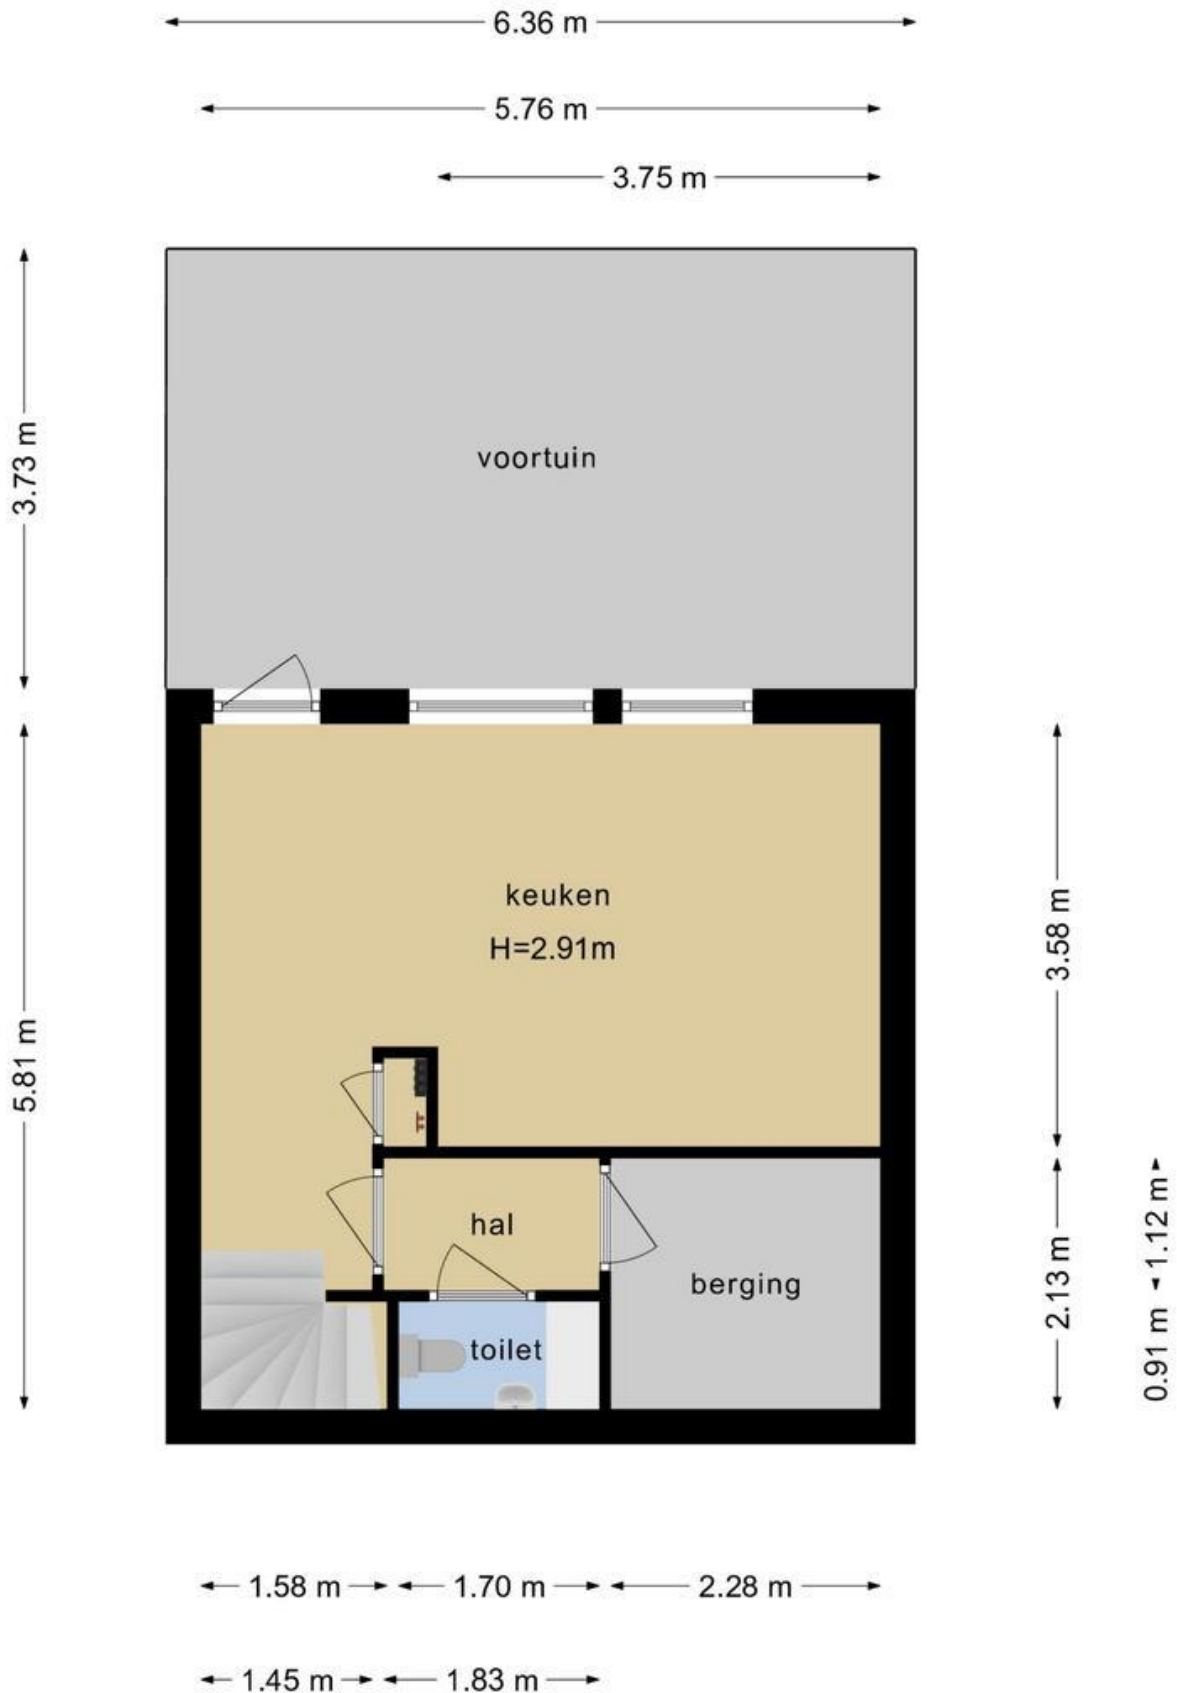 6.36 m
5.76 m
3.75 m
3.73 m
voortuin
5.81 m
keuken
H=2.91m
3.58 m
hal
berging
toilet
2.13 m
1.12 m
0.91 m
1.58 m
1.70 m
2.28 m
1.45 m
1.83 m